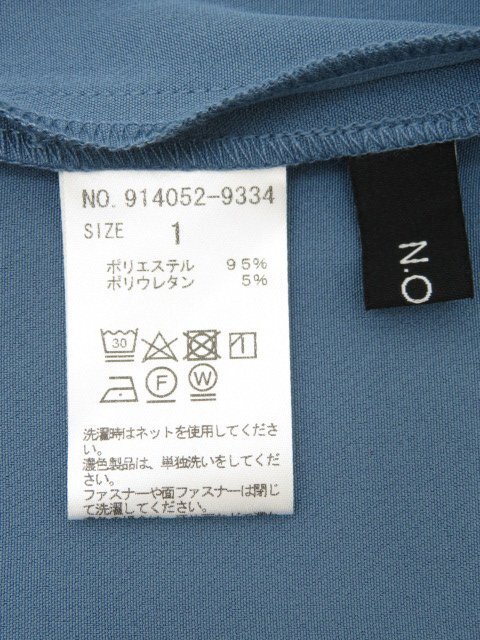 NO. 914052-9334
SIZE 1
ポリエステル 95%
ポリウレタン 5%
30
F W
洗濯時はネットを使用してくださ
い。
濃色製品は、単独洗いをしてくださ
い。
ファスナーや面ファスナーは閉じ
て洗濯してください。
N.O